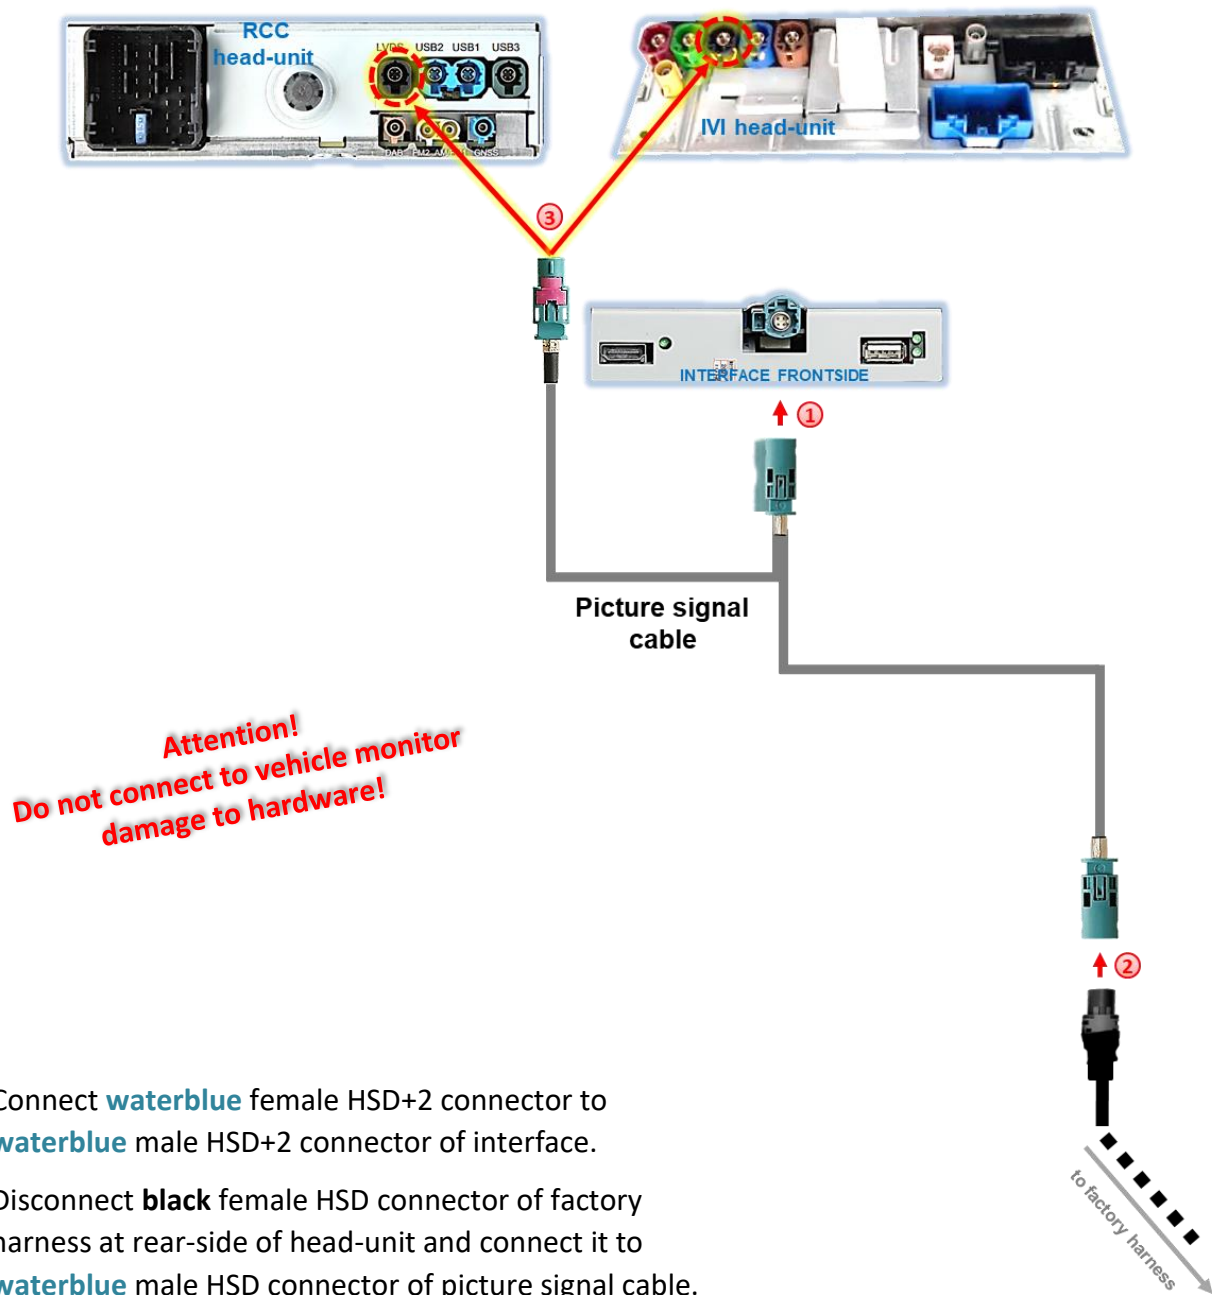 RCC
head-unit
LVDS USB2 USB1 USB3
DAB FM2_AM GNSS
IVI head-unit
3
INTERFACE FRONTSIDE
1
Picture signal
cable
Attention!
Do not connect to vehicle monitor
damage to hardware!
2
to factory harness
Connect waterblue female HSD+2 connector to
waterblue male HSD+2 connector of interface.
Disconnect black female HSD connector of factory
harness at rear-side of head-unit and connect it to
waterblue male HSD connector of picture signal cable.